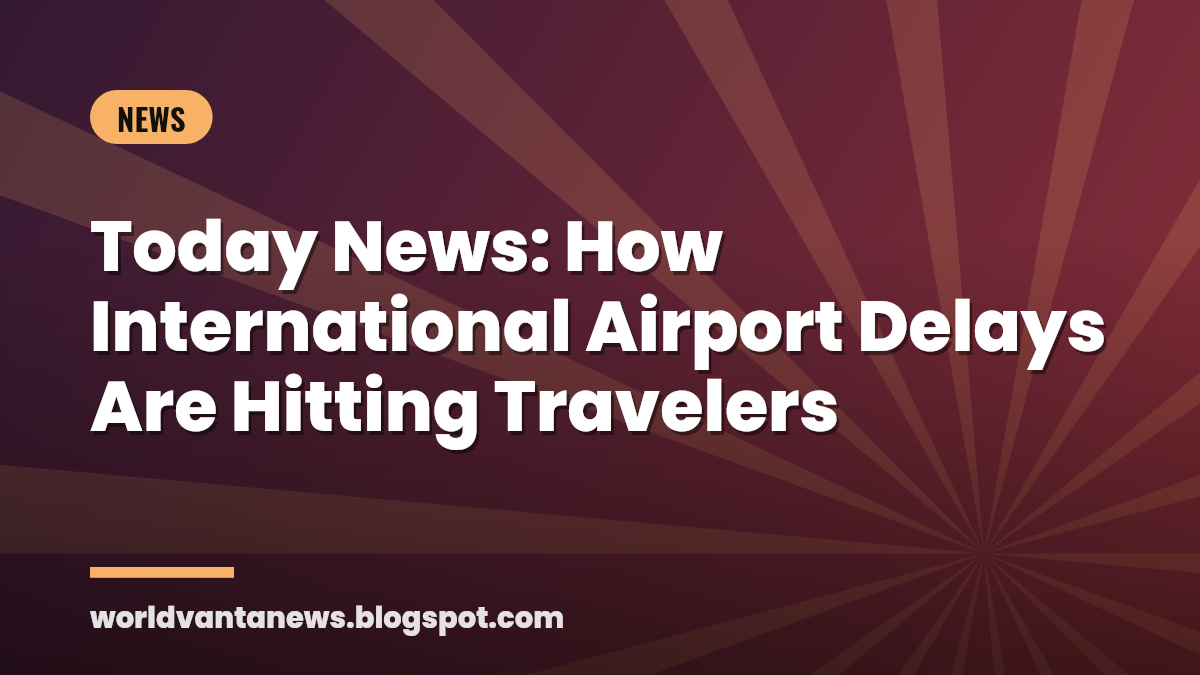 NEWS
Today News: How
International Airport Delays
Are Hitting Travelers
worldvantanews.blogspot.com